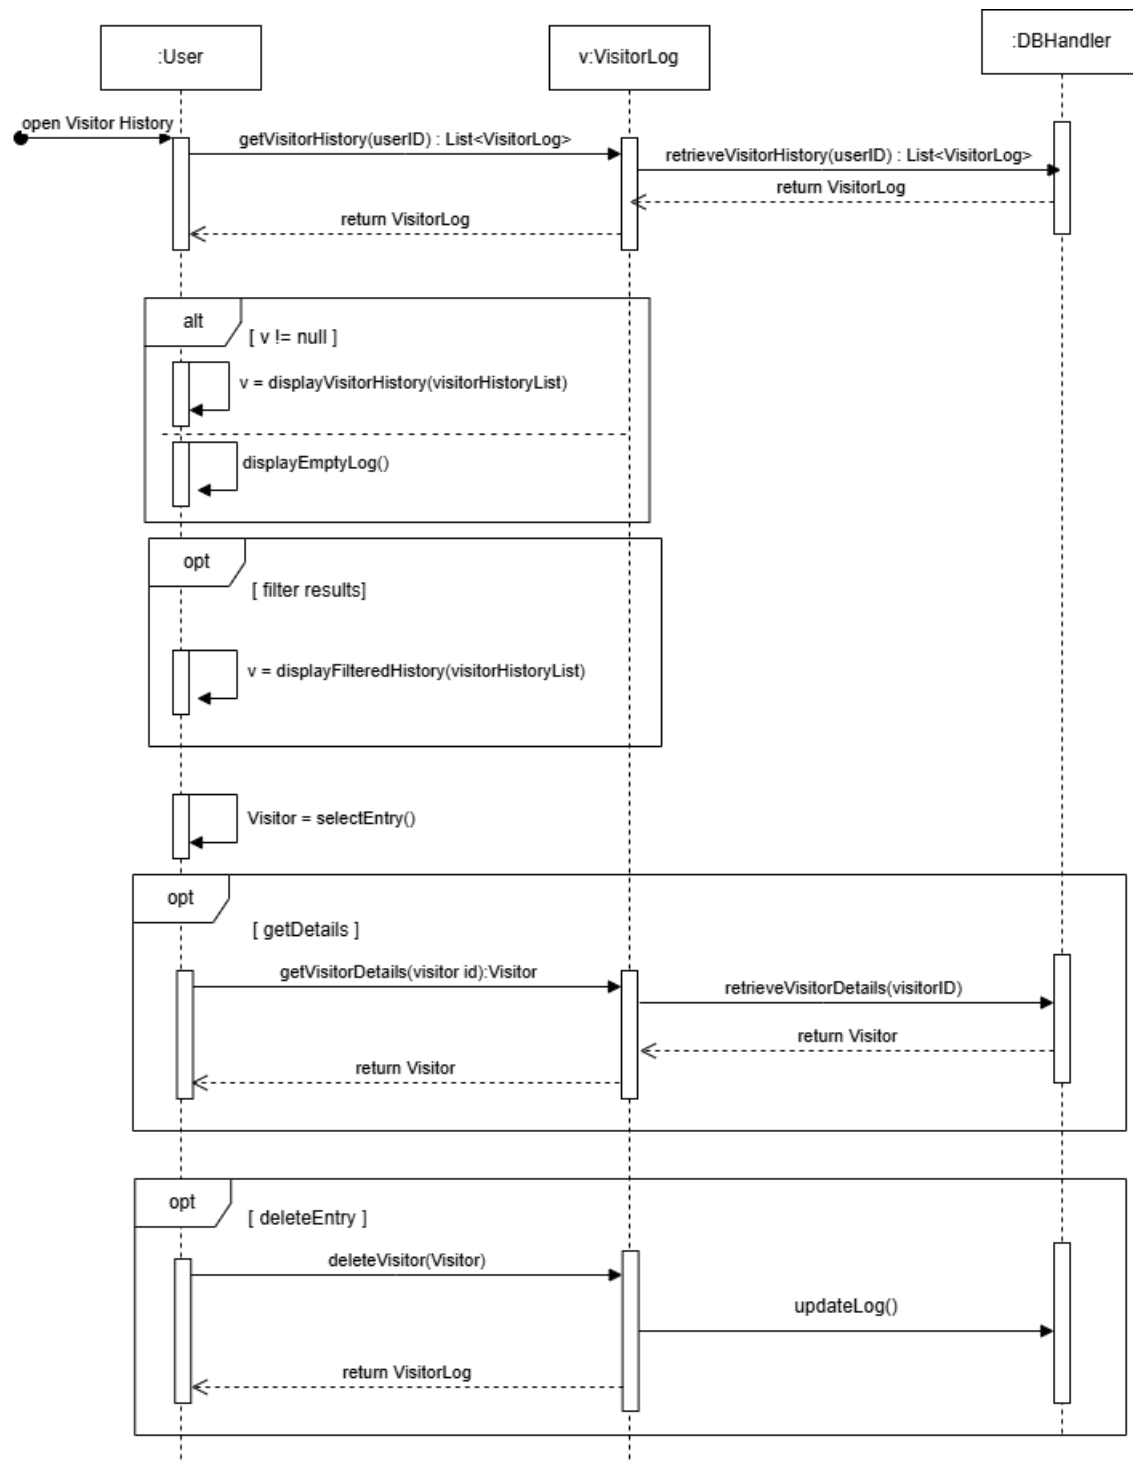 :User
v:VisitorLog
:DBHandler
open Visitor History
getVisitorHistory(userID) : List<VisitorLog>
retrieveVisitorHistory(userID) : List<VisitorLog>
return VisitorLog
return VisitorLog
alt
[ v != null ]
v = displayVisitorHistory(visitorHistoryList)
displayEmptyLog()
opt
[ filter results]
v = displayFilteredHistory(visitorHistoryList)
Visitor = selectEntry()
opt
[ getDetails ]
getVisitorDetails(visitor id):Visitor
retrieveVisitorDetails(visitorID)
return Visitor
return Visitor
opt
[ deleteEntry ]
deleteVisitor(Visitor)
updateLog()
return VisitorLog